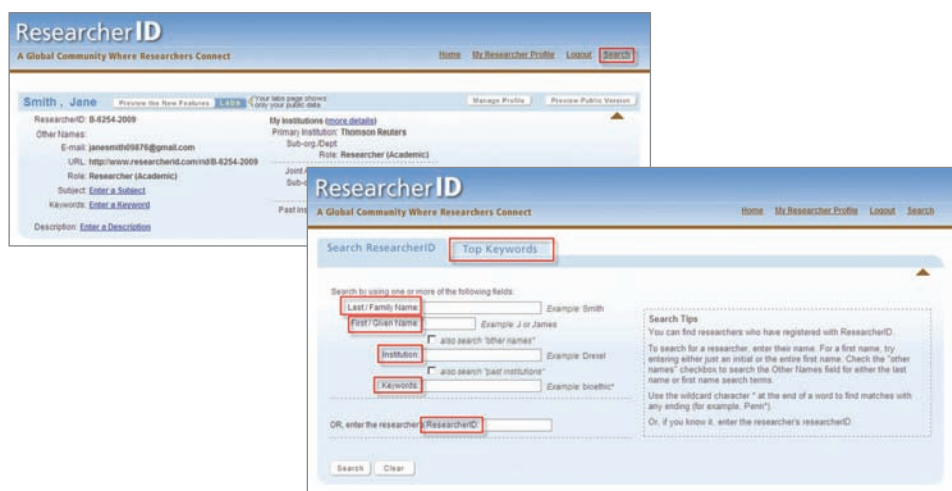 ResearcherID
A Global Community Where Researchers Connect
Home My Researcher Profile Logout Search
Smith , Jane
Preview the New Features LABS
Your labs page shows
only your public data
Manage Profile
Preview Public Version
ResearcherID: B-6254-2009
Other Names:
E-mail: janesmith09876@gmail.com
URL: http://www.researcherid.com/rid/B-6254-2009
Role: Researcher (Academic)
Subject: Enter a Subject
Keywords: Enter a Keyword
Description: Enter a Description
My Institutions (more details)
Primary Institution: Thomson Reuters
Sub-org./Dept
Role: Researcher (Academic)
Joint
Past Ins
ResearcherID
A Global Community Where Researchers Connect
Home My Researcher Profile Logout Search
Search ResearcherID
Top Keywords
Search by using one or more of the following fields:
Last / Family Name: Example: Smith
First / Given Name: Example: J or James
also search "other names"
Institution: Example: Drexel
also search "past institutions"
Keywords: Example: bioethic*
OR, enter the researcher's ResearcherID:
Search Clear
Search Tips
You can find researchers who have registered with ResearcherID.
To search for a researcher, enter their name. For a first name, try
entering either just an initial or the entire first name. Check the "other
names" checkbox to search the Other Names field for either the last
name or first name search terms.
Use the wildcard character * at the end of a word to find matches with
any ending (for example, Penn*).
Or, if you know it, enter the researcher's researcherID